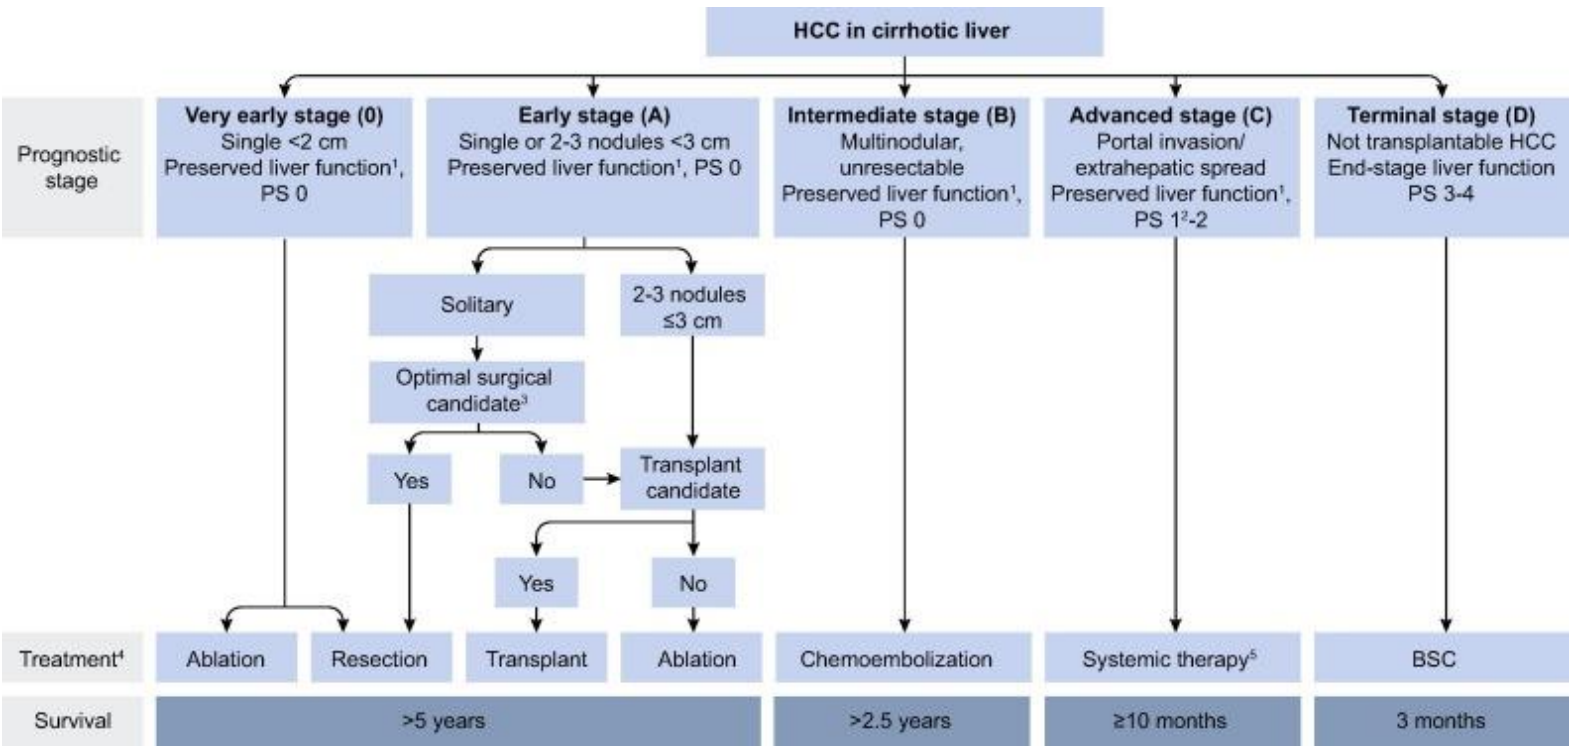 HCC in cirrhotic liver
Prognostic
stage
Very early stage (0)
Single <2 cm
Preserved liver function¹,
PS 0
Early stage (A)
Single or 2-3 nodules <3 cm
Preserved liver function¹, PS 0
Intermediate stage (B)
Multinodular,
unresectable
Preserved liver function¹,
PS 0
Advanced stage (C)
Portal invasion/
extrahepatic spread
Preserved liver function¹,
PS 1²-2
Terminal stage (D)
Not transplantable HCC
End-stage liver function
PS 3-4
Solitary
2-3 nodules
≤3 cm
Optimal surgical
candidate³
Yes
No
Transplant
candidate
Yes
No
Treatment⁴
Ablation
Resection
Transplant
Ablation
Chemoembolization
Systemic therapy⁵
BSC
Survival
>5 years
>2.5 years
≥10 months
3 months